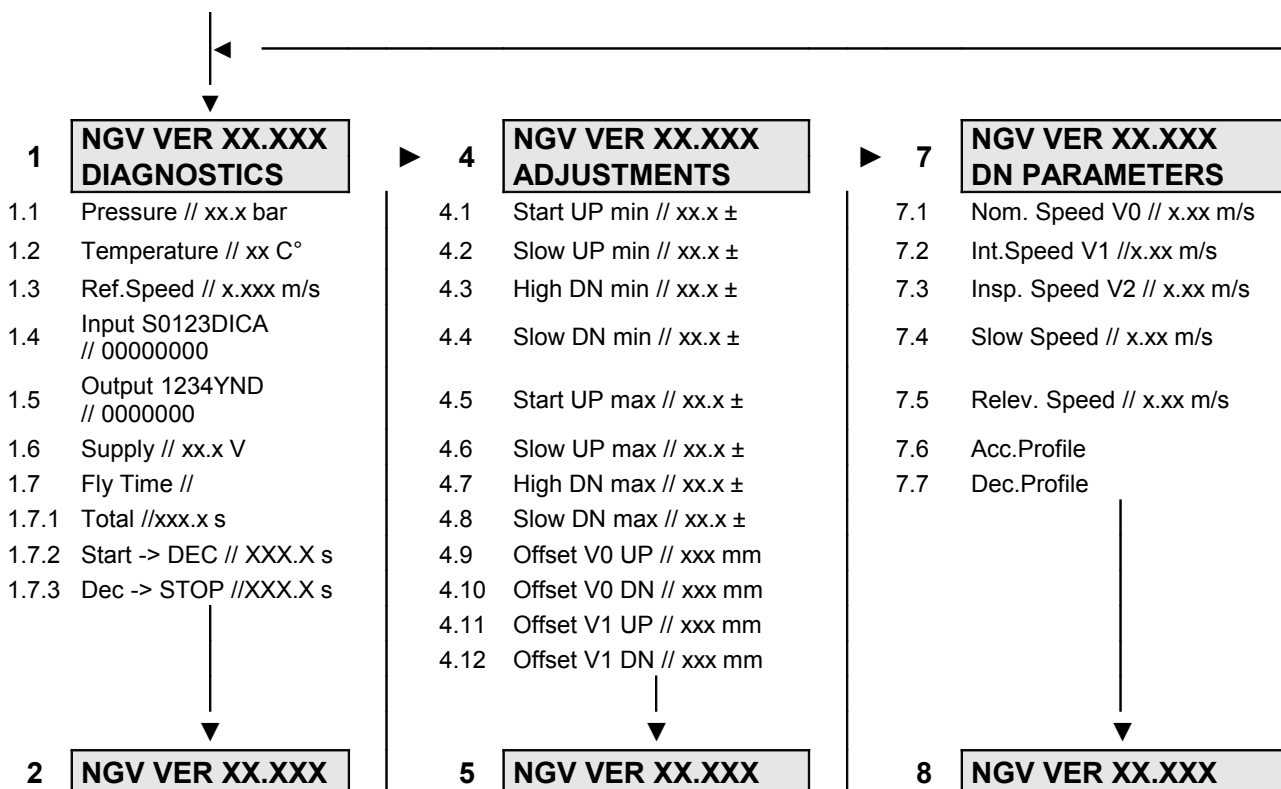 1 NGV VER XX.XXX
DIAGNOSTICS
1.1 Pressure // xx.x bar
1.2 Temperature // xx C°
1.3 Ref.Speed // x.xxx m/s
1.4 Input S0123DICA
// 00000000
1.5 Output 1234YND
// 0000000
1.6 Supply // xx.x V
1.7 Fly Time //
1.7.1 Total //xxx.x s
1.7.2 Start -> DEC // XXX.X s
1.7.3 Dec -> STOP //XXX.X s
2 NGV VER XX.XXX
4 NGV VER XX.XXX
ADJUSTMENTS
4.1 Start UP min // xx.x ±
4.2 Slow UP min // xx.x ±
4.3 High DN min // xx.x ±
4.4 Slow DN min // xx.x ±
4.5 Start UP max // xx.x ±
4.6 Slow UP max // xx.x ±
4.7 High DN max // xx.x ±
4.8 Slow DN max // xx.x ±
4.9 Offset V0 UP // xxx mm
4.10 Offset V0 DN // xxx mm
4.11 Offset V1 UP // xxx mm
4.12 Offset V1 DN // xxx mm
5 NGV VER XX.XXX
7 NGV VER XX.XXX
DN PARAMETERS
7.1 Nom. Speed V0 // x.xx m/s
7.2 Int.Speed V1 //x.xx m/s
7.3 Insp. Speed V2 // x.xx m/s
7.4 Slow Speed // x.xx m/s
7.5 Relev. Speed // x.xx m/s
7.6 Acc.Profile
7.7 Dec.Profile
8 NGV VER XX.XXX